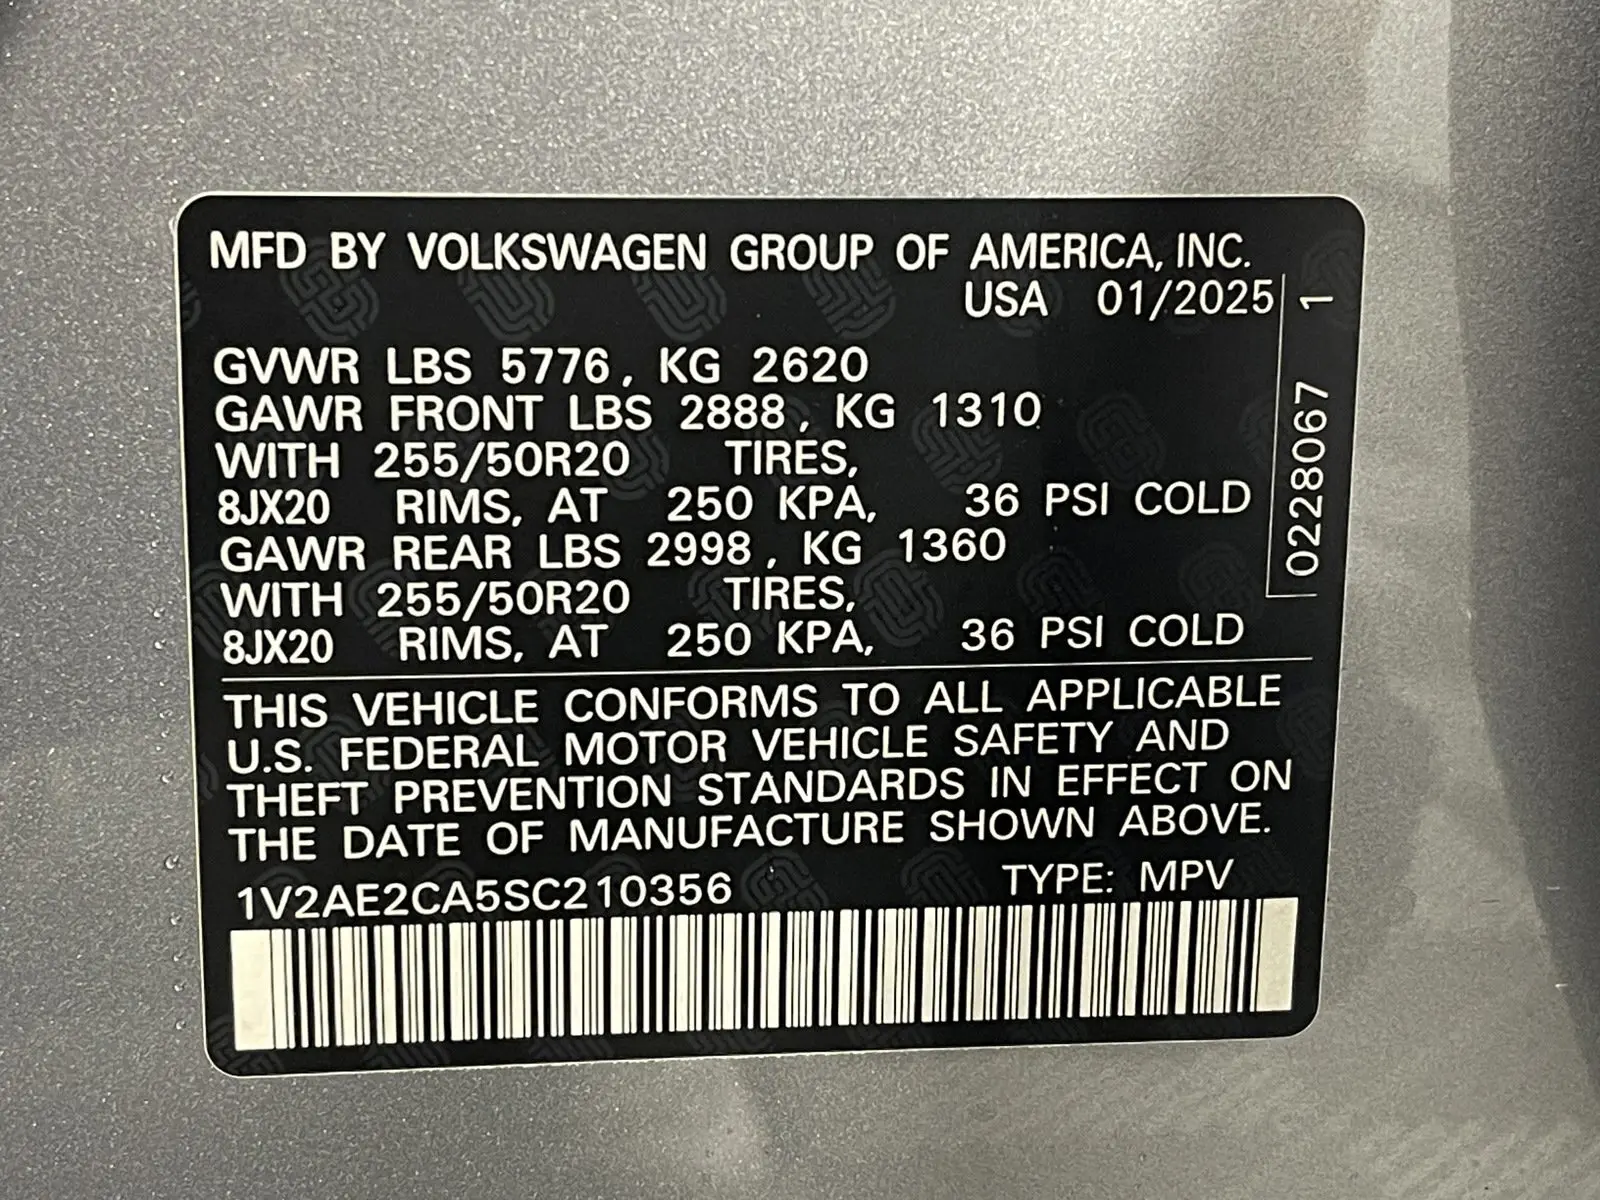 MFD BY VOLKSWAGEN GROUP OF AMERICA, INC.
USA 01/2025
GVWR LBS 5776, KG 2620
GAWR FRONT LBS 2888, KG 1310
WITH 255/50R20 TIRES,
8JX20 RIMS, AT 250 KPA, 36 PSI COLD
GAWR REAR LBS 2998, KG 1360
WITH 255/50R20 TIRES,
8JX20 RIMS, AT 250 KPA, 36 PSI COLD
THIS VEHICLE CONFORMS TO ALL APPLICABLE
U.S. FEDERAL MOTOR VEHICLE SAFETY AND
THEFT PREVENTION STANDARDS IN EFFECT ON
THE DATE OF MANUFACTURE SHOWN ABOVE.
1V2AE2CA5SC210356 TYPE: MPV
0228067 1